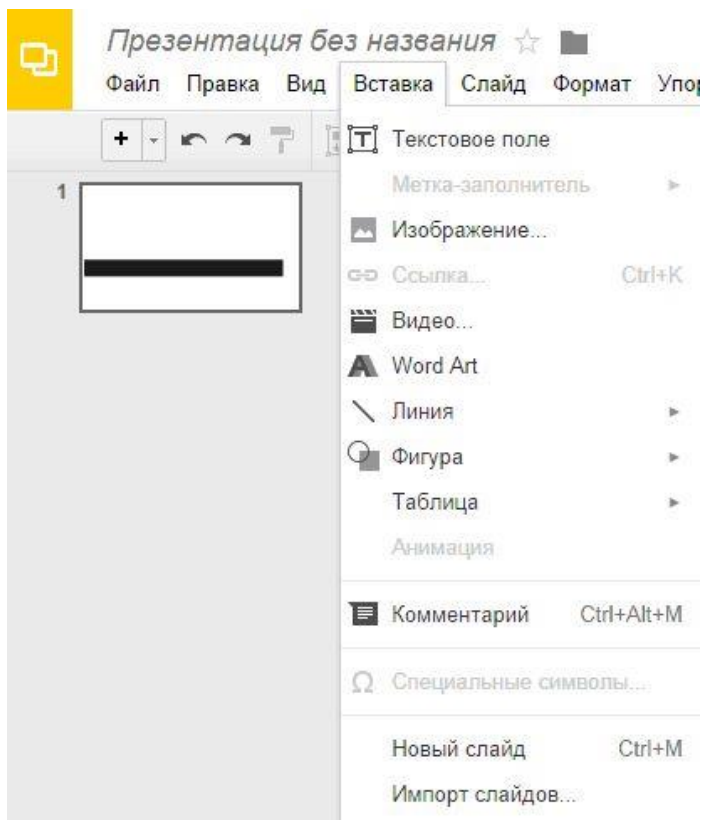 Презентация без названия
Файл Правка Вид Вставка Слайд Формат Упор
Текстовое поле
Метка-заполнитель
Изображение...
Ссылка... Ctrl+K
Видео...
Word Art
Линия
Фигура
Таблица
Анимация
Комментарий Ctrl+Alt+M
Специальные символы...
Новый слайд Ctrl+M
Импорт слайдов...
1